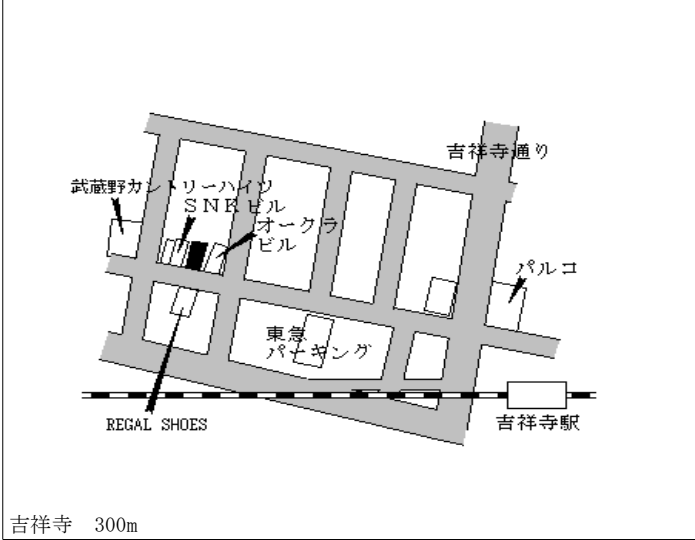 吉祥寺通り
武蔵野カントリーハイツ
SNKビル
オークラ
ビル
パルコ
東急
パーキング
REGAL SHOES
吉祥寺駅
吉祥寺 300m